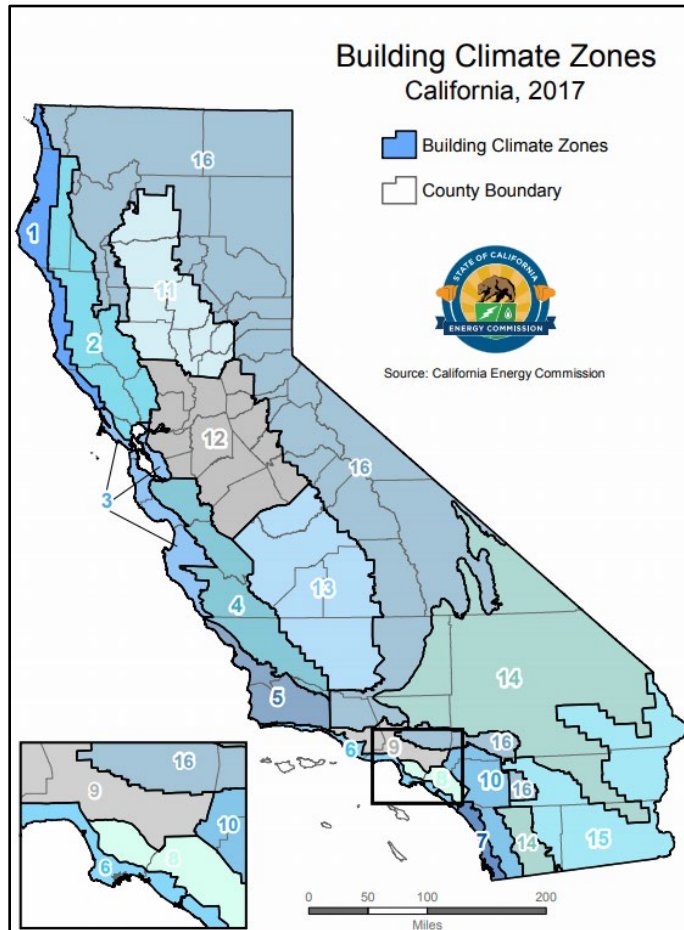 Building Climate Zones
California, 2017
Building Climate Zones
County Boundary
STATE OF CALIFORNIA
ENERGY COMMISSION
Source: California Energy Commission
16
1
11
2
12
16
3
13
4
14
5
16
6
9
8
10
16
7
14
15
16
9
10
8
6
0 50 100 200
Miles